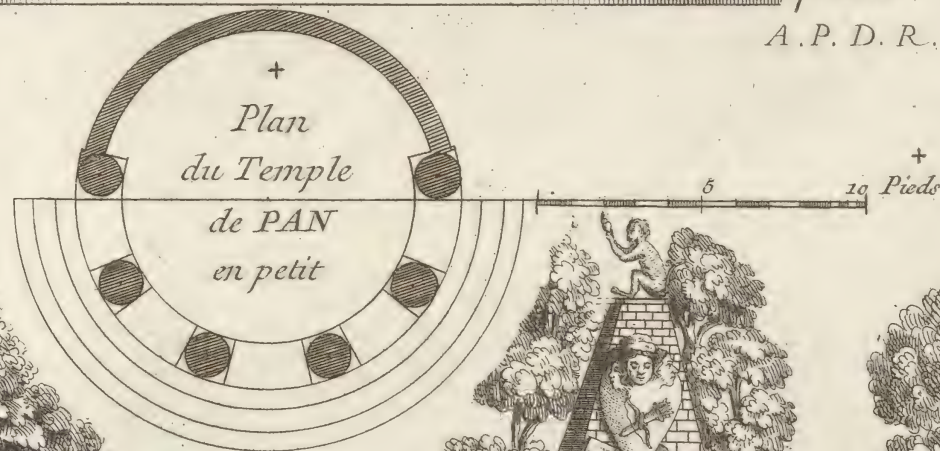 A.P.D.R.
Plan
du Temple
de PAN
en petit
5 10 Pieds